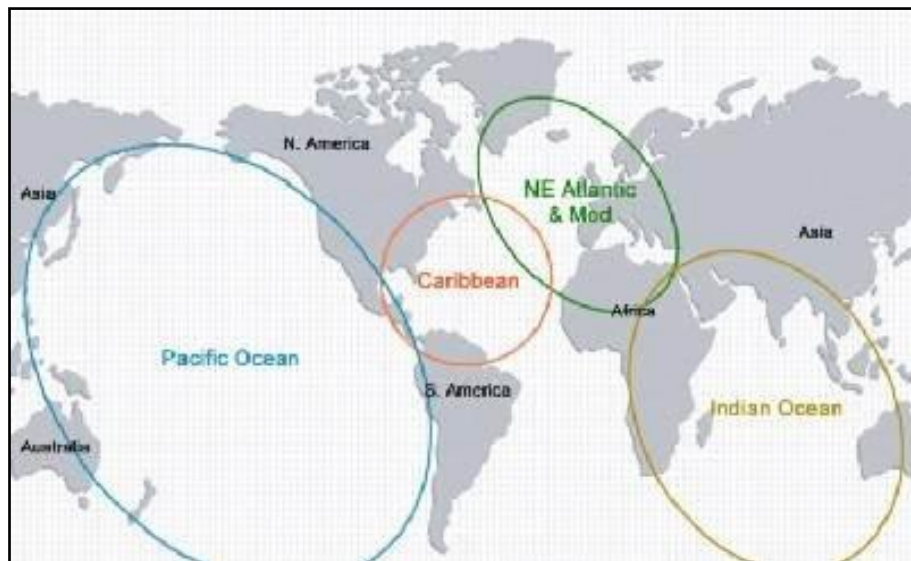 N. America
Asia
NE Atlantic
& Med
Asia
Caribbean
Africa
Pacific Ocean
S. America
Indian Ocean
Australia